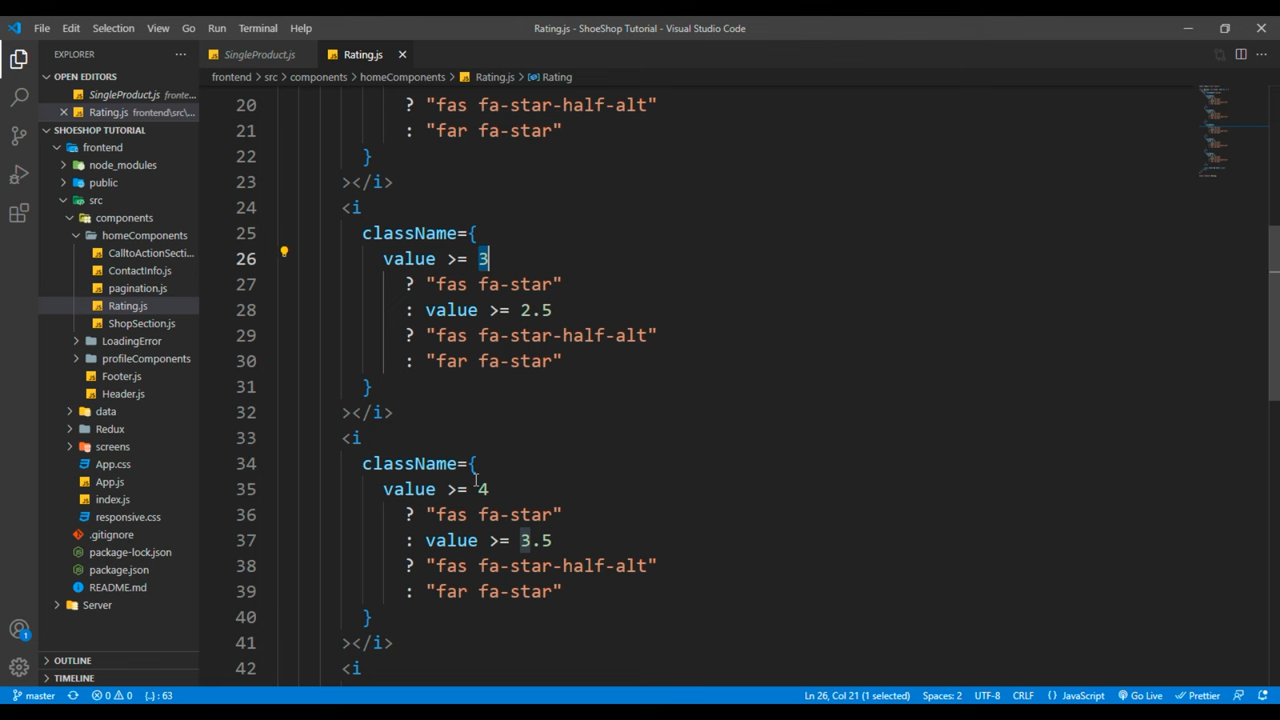 File Edit Selection View Go Run Terminal Help Rating.js - ShoeShop Tutorial - Visual Studio Code
EXPLORER
SingleProduct.js
Rating.js
OPEN EDITORS
SingleProduct.js fronte...
Rating.js frontend\src\...
SHOESHOP TUTORIAL
frontend
node_modules
public
src
components
homeComponents
CalltoActionSecti...
ContactInfo.js
pagination.js
Rating.js
ShopSection.js
LoadingError
profileComponents
Footer.js
Header.js
data
Redux
screens
App.css
App.js
index.js
responsive.css
.gitignore
package-lock.json
package.json
README.md
Server
OUTLINE
TIMELINE
frontend > src > components > homeComponents > Rating.js > Rating
20 ? "fas fa-star-half-alt"
21 : "far fa-star"
22 }
23 ></i>
24 <i
25 className={
26 value >= 3
27 ? "fas fa-star"
28 : value >= 2.5
29 ? "fas fa-star-half-alt"
30 : "far fa-star"
31 }
32 ></i>
33 <i
34 className={
35 value >= 4
36 ? "fas fa-star"
37 : value >= 3.5
38 ? "fas fa-star-half-alt"
39 : "far fa-star"
40 }
41 ></i>
42 <i
1
master 0 0 {..} : 63 Ln 26, Col 21 (1 selected) Spaces: 2 UTF-8 CRLF {} JavaScript Go Live Prettier